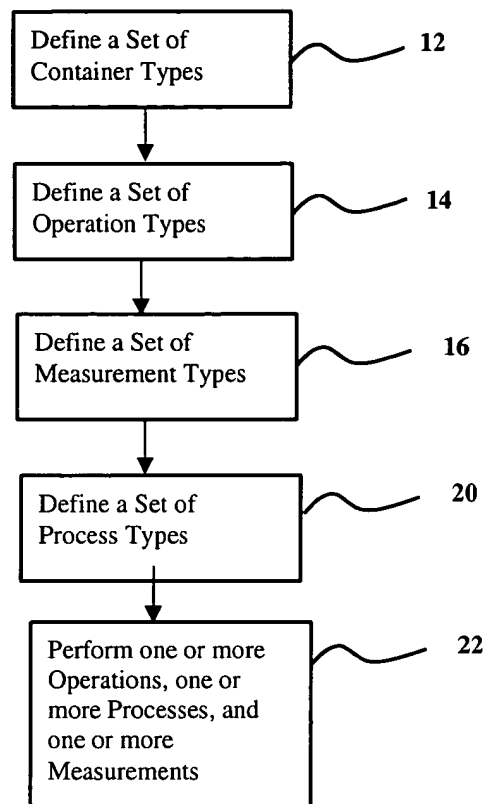 Define a Set of
Container Types
12
Define a Set of
Operation Types
14
Define a Set of
Measurement Types
16
Define a Set of
Process Types
20
Perform one or more
Operations, one or
more Processes, and
one or more
Measurements
22